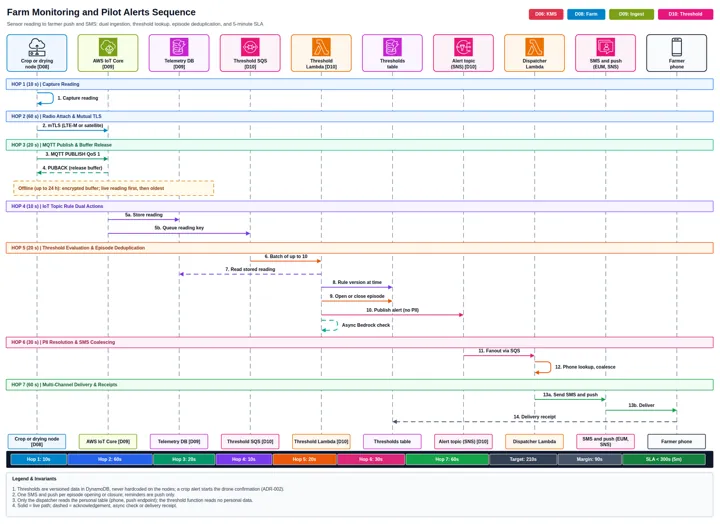 Farm Monitoring and Pilot Alerts Sequence
Sensor reading to farmer push and SMS: dual ingestion, threshold lookup, episode deduplication, and 5-minute SLA
D06: KMS
D08: Farm
D09: Ingest
D10: Threshold
Crop or drying
node [D08]
AWS IoT Core
[D09]
Telemetry DB
[D09]
Threshold SQS
[D10]
Threshold
Lambda [D10]
Thresholds
table
Alert topic
(SNS) [D10]
Dispatcher
Lambda
SMS and push
(EUM, SNS)
Farmer
phone
HOP 1 (10 s) | Capture Reading
1. Capture reading
HOP 2 (60 s) | Radio Attach & Mutual TLS
2. mTLS (LTE-M or satellite)
HOP 3 (20 s) | MQTT Publish & Buffer Release
3. MQTT PUBLISH QoS 1
4. PUBACK (release buffer)
Offline (up to 24 h): encrypted buffer; live reading first, then oldest
HOP 4 (10 s) | IoT Topic Rule Dual Actions
5a. Store reading
5b. Queue reading key
HOP 5 (20 s) | Threshold Evaluation & Episode Deduplication
6. Batch of up to 10
7. Read stored reading
8. Rule version at time
9. Open or close episode
10. Publish alert (no PII)
Async Bedrock check
HOP 6 (30 s) | PII Resolution & SMS Coalescing
11. Fanout via SQS
12. Phone lookup, coalesce
HOP 7 (60 s) | Multi-Channel Delivery & Receipts
13a. Send SMS and push
13b. Deliver
14. Delivery receipt
Crop or drying node
[D08]
AWS IoT Core [D09]
Telemetry DB [D09]
Threshold SQS [D10]
Threshold Lambda [D10]
Thresholds table
Alert topic (SNS) [D10]
Dispatcher Lambda
SMS and push (EUM,
SNS)
Farmer phone
Hop 1: 10s
Hop 2: 60s
Hop 3: 20s
Hop 4: 10s
Hop 5: 20s
Hop 6: 30s
Hop 7: 60s
Target: 210s
Margin: 90s
SLA < 300s (5m)
Legend & Invariants
1. Thresholds are versioned data in DynamoDB, never hardcoded on the nodes; a crop alert starts the drone confirmation (ADR-002).
2. One SMS and push per episode opening or closure, reminders are push only.
3. Only the dispatcher reads the personal table (phone, push endpoint); the threshold function reads no personal data.
4. Solid = live path; dashed = acknowledgement, async check or delivery receipt.